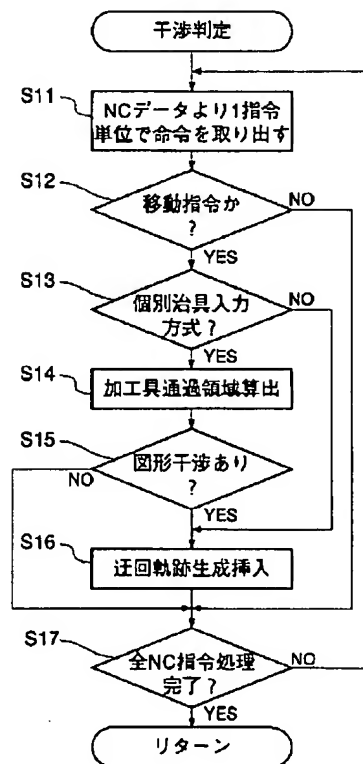 干渉判定
S11
NCデータより1指令
単位で命令を取り出す
S12
移動指令か
?
NO
YES
S13
個別治具入力
方式?
NO
YES
S14
加工具通過領域算出
S15
図形干渉あり
?
NO
YES
S16
迂回軌跡生成挿入
S17
全NC指令処理
完了?
NO
YES
リターン